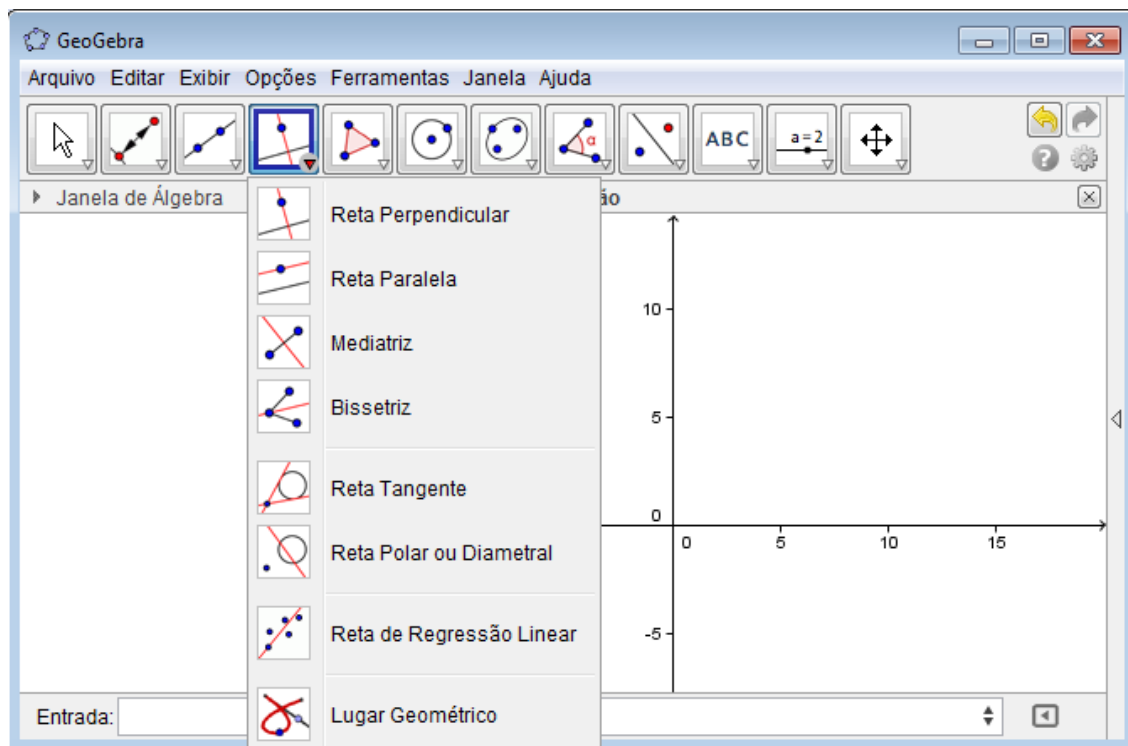 GeoGebra
Arquivo Editar Exibir Opções Ferramentas Janela Ajuda
α ABC a=2
Janela de Álgebra ão
Reta Perpendicular
Reta Paralela
Mediatriz
Bissetriz
Reta Tangente
Reta Polar ou Diametral
Reta de Regressão Linear
Lugar Geométrico
10
5
0
0 5 10 15
-5
Entrada: